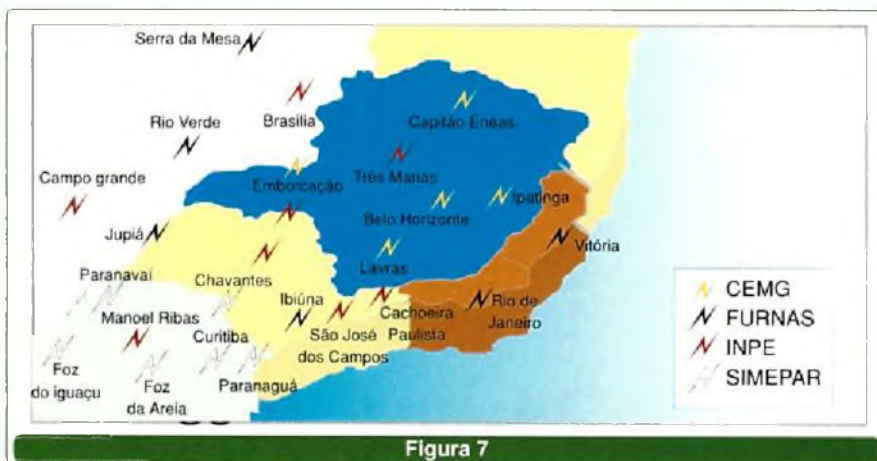 Serra da Mesa
Brasilia
Capitão Enéas
Rio Verde
Três Marias
Campo grande
Emborcação
Ipatinga
Belo Horizonte
Jupiá
Vitória
Lavras
Paranavaí
Chavantes
Ibiúna
Cachoeira
Paulista
Rio de
Janeiro
Manoel Ribas
Curitiba
São José
dos Campos
Foz
do iguaçu
Foz
da Areia
Paranaguá
CEMG
FURNAS
INPE
SIMEPAR
Figura 7